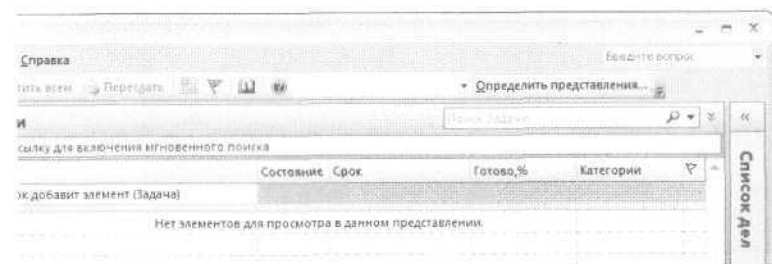 Справка
Введите вопрос
тить всем Переслать
Определить представления...
и
Поиск Задачи
сылку для включения мгновенного поиска
Состояние Срок Готово,% Категории
ок добавит элемент (Задача)
Нет элементов для просмотра в данном представлении.
Список дел